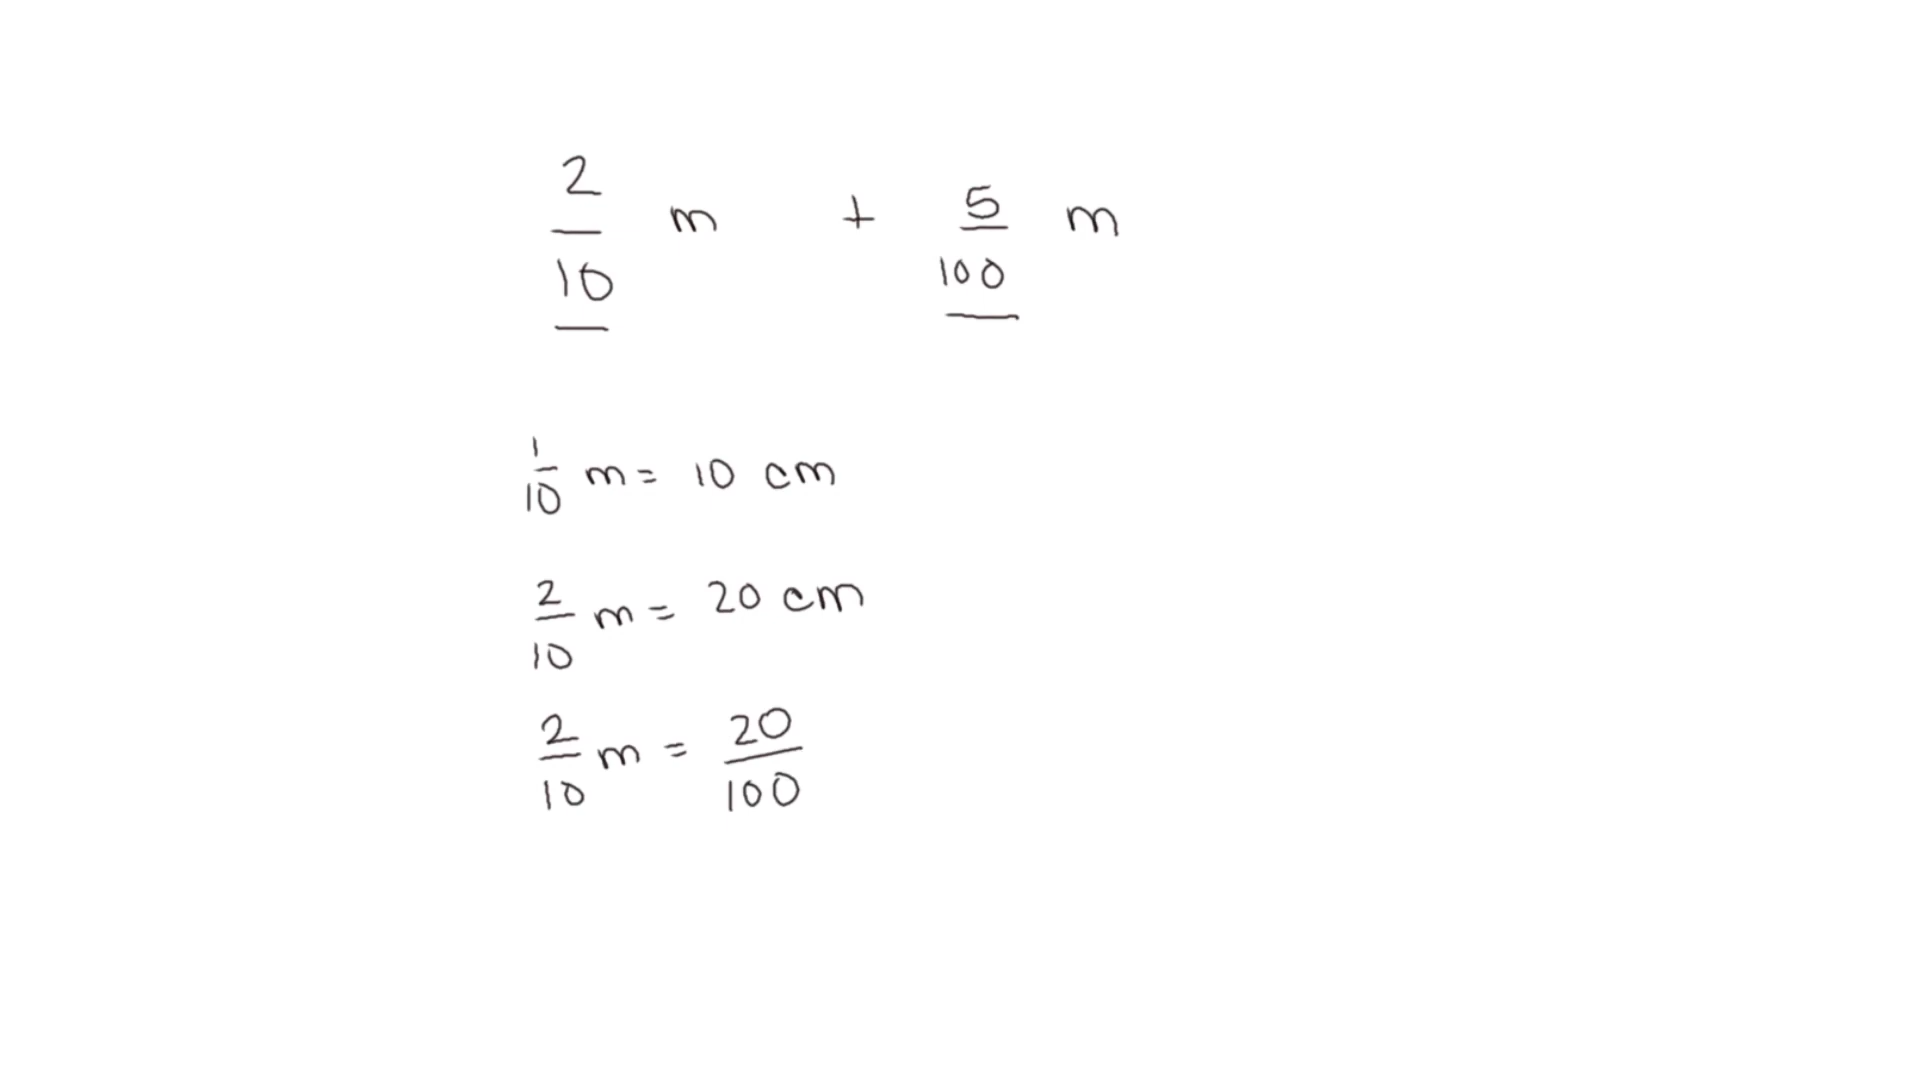 2/10 m + 5/100 m
1/10 m = 10 cm
2/10 m = 20 cm
2/10 m = 20/100